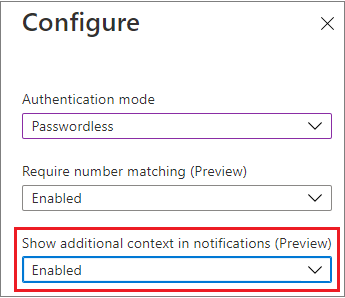 Configure
Authentication mode
Passwordless
Require number matching (Preview)
Enabled
Show additional context in notifications (Preview)
Enabled